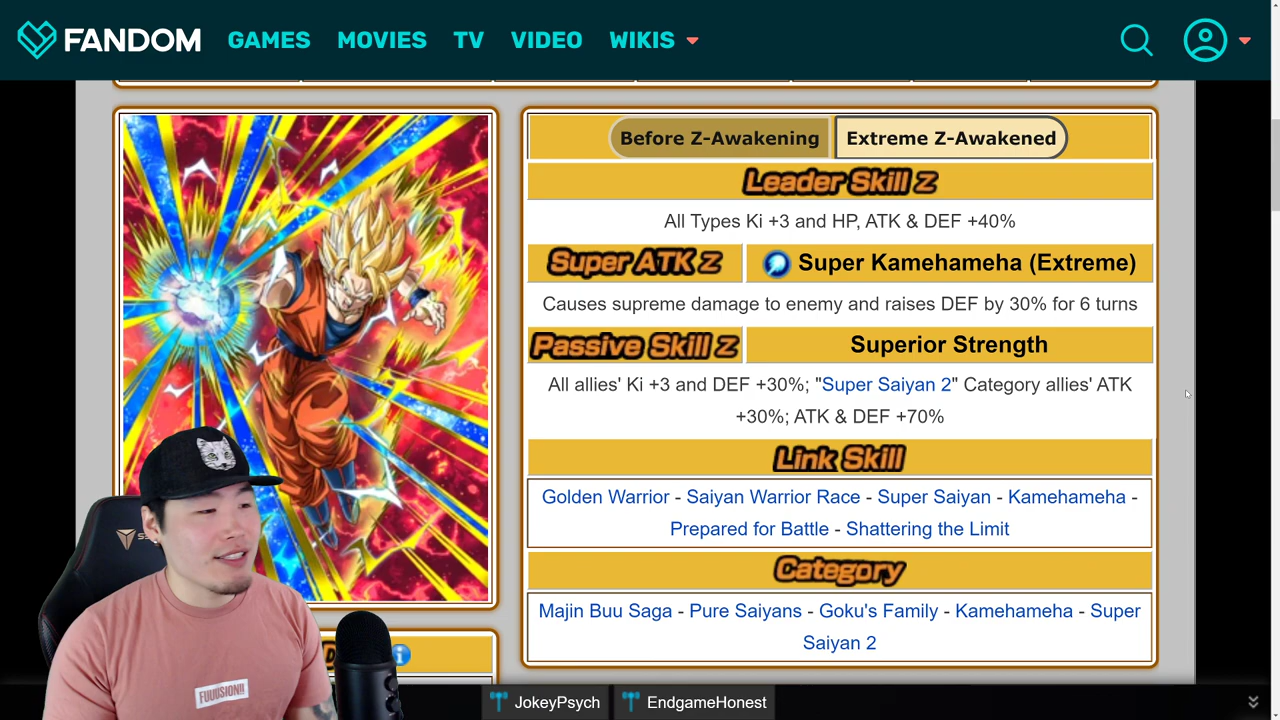 FANDOM GAMES MOVIES TV VIDEO WIKIS
Before Z-Awakening Extreme Z-Awakened
Leader Skill Z
All Types Ki +3 and HP, ATK & DEF +40%
Super ATK Z Super Kamehameha (Extreme)
Causes supreme damage to enemy and raises DEF by 30% for 6 turns
Passive Skill Z Superior Strength
All allies' Ki +3 and DEF +30%; "Super Saiyan 2" Category allies' ATK
+30%; ATK & DEF +70%
Link Skill
Golden Warrior - Saiyan Warrior Race - Super Saiyan - Kamehameha -
Prepared for Battle - Shattering the Limit
Category
Majin Buu Saga - Pure Saiyans - Goku's Family - Kamehameha - Super
Saiyan 2
FUUUSION!!
JokeyPsych EndgameHonest